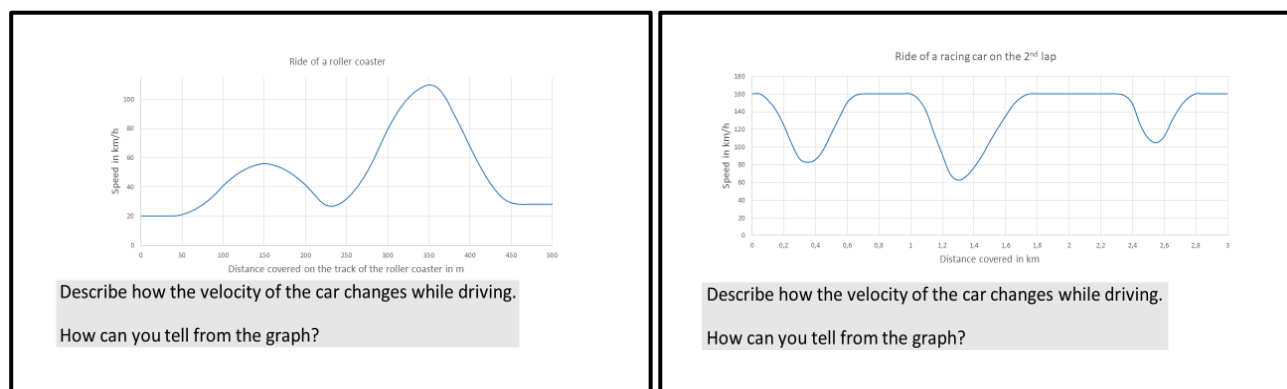 Ride of a roller coaster
Speed in km/h
100
80
60
40
20
0
0 50 100 150 200 250 300 350 400 450 500
Distance covered on the track of the roller coaster in m
Describe how the velocity of the car changes while driving.
How can you tell from the graph?
Ride of a racing car on the 2nd lap
Speed in km/h
180
160
140
120
100
80
60
40
20
0
0 0,2 0,4 0,6 0,8 1 1,2 1,4 1,6 1,8 2 2,2 2,4 2,6 2,8 3
Distance covered in km
Describe how the velocity of the car changes while driving.
How can you tell from the graph?